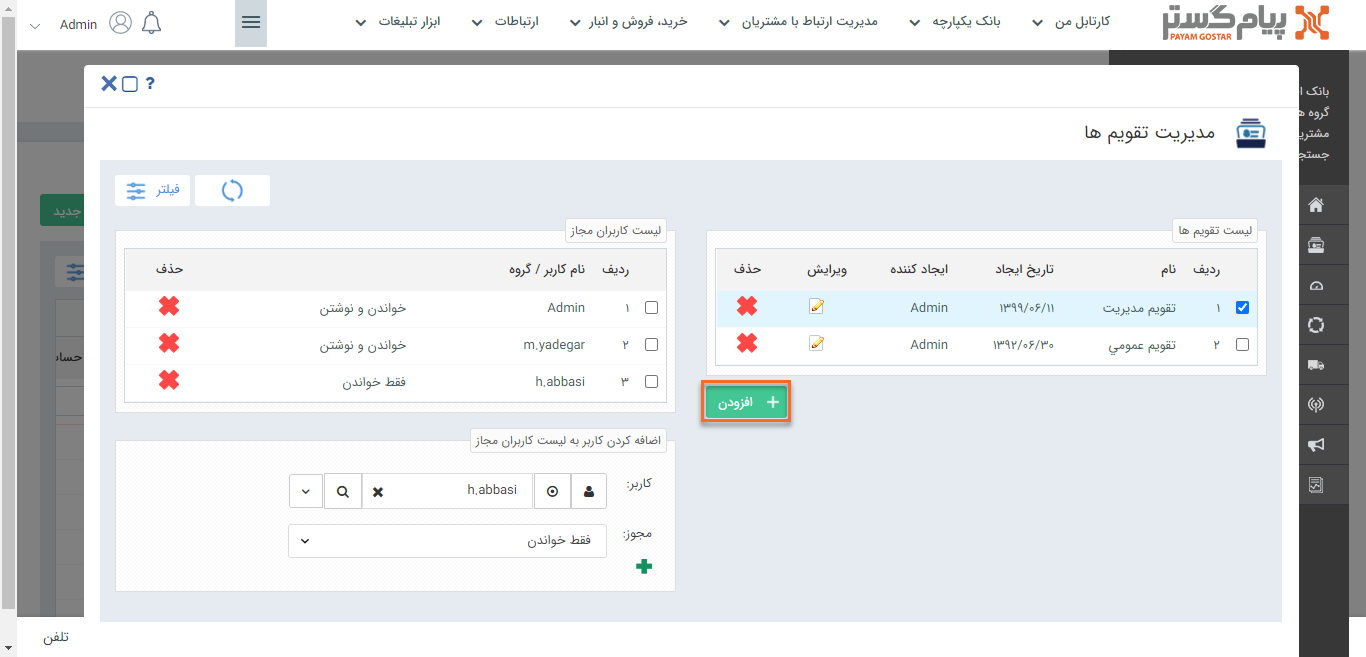 پیام‌گستر
PAYAM GOSTAR
کارتابل من
بانک یکپارچه
مدیریت ارتباط با مشتریان
خرید، فروش و انبار
ارتباطات
ابزار تبلیغات
Admin
?
مدیریت تقویم ها
فیلتر
لیست تقویم ها
ردیف نام تاریخ ایجاد ایجاد کننده ویرایش حذف
۱ تقویم مدیریت ۱۳۹۹/۰۶/۱۱ Admin
۲ تقويم عمومي ۱۳۹۲/۰۶/۳۰ Admin
افزودن
لیست کاربران مجاز
ردیف نام کاربر / گروه حذف
۱ Admin خواندن و نوشتن
۲ m.yadegar خواندن و نوشتن
۳ h.abbasi فقط خواندن
اضافه کردن کاربر به لیست کاربران مجاز
کاربر:
h.abbasi
مجوز:
فقط خواندن
بانک ا
گروه ه
مشتری
جستج
جدید
حساب
تلفن